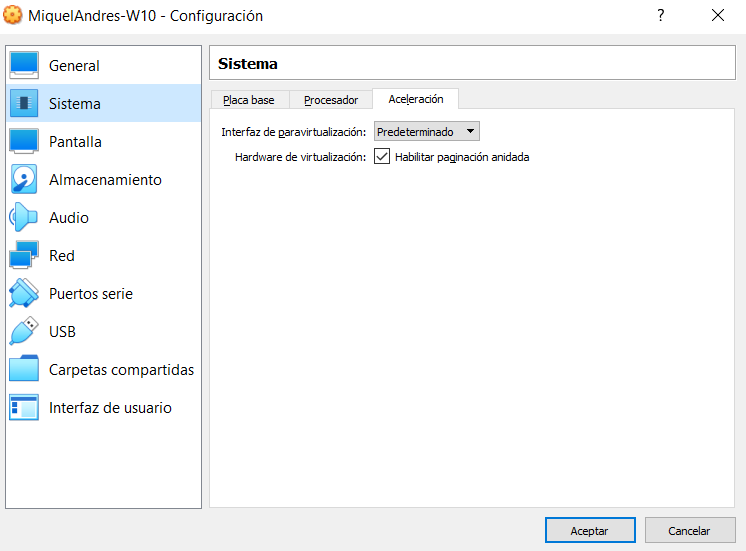 MiquelAndres-W10 - Configuración
?
General
Sistema
Pantalla
Almacenamiento
Audio
Red
Puertos serie
USB
Carpetas compartidas
Interfaz de usuario
Sistema
Placa base Procesador Aceleración
Interfaz de paravirtualización: Predeterminado
Hardware de virtualización: Habilitar paginación anidada
Aceptar Cancelar